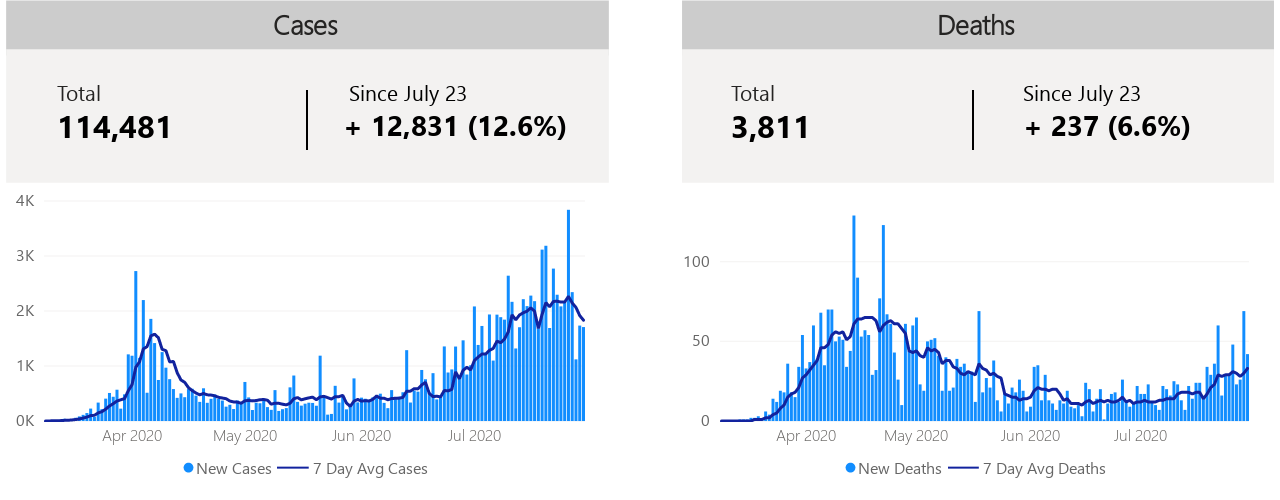 Cases
Total
114,481
Since July 23
+ 12,831 (12.6%)
4K
3K
2K
1K
0K
Apr 2020 May 2020 Jun 2020 Jul 2020
New Cases 7 Day Avg Cases
Deaths
Total
3,811
Since July 23
+ 237 (6.6%)
100
50
0
Apr 2020 May 2020 Jun 2020 Jul 2020
New Deaths 7 Day Avg Deaths